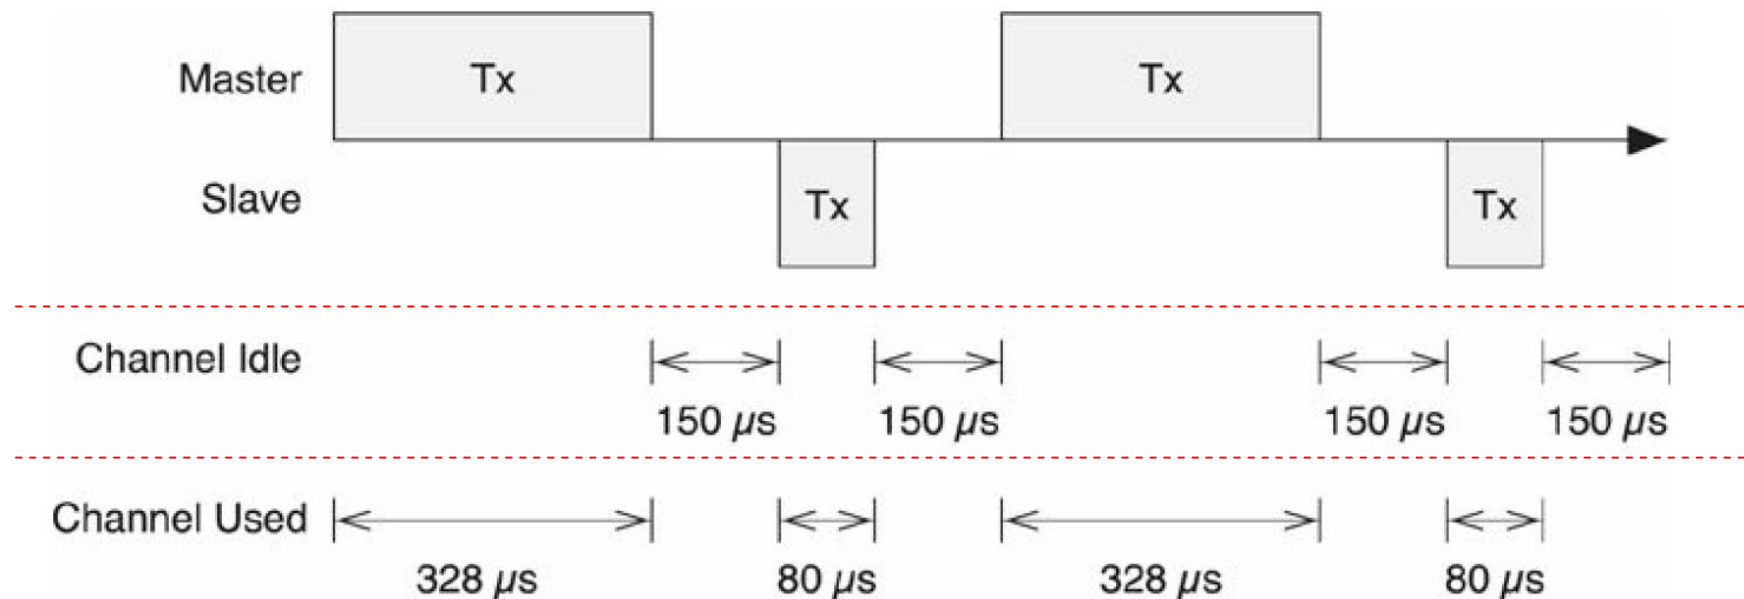 Master Tx Tx
Slave Tx Tx
Channel Idle
150 µs 150 µs 150 µs 150 µs
Channel Used
328 µs 80 µs 328 µs 80 µs